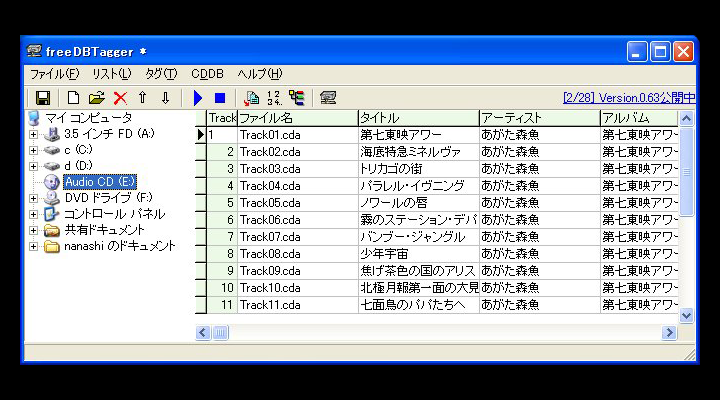 freeDBTagger *
ファイル(F) リスト(L) タグ(T) CDDB ヘルプ(H)
[2/28] Version.0.63公開中
マイ コンピュータ
3.5 インチ FD (A:)
c (C:)
d (D:)
Audio CD (E:)
DVD ドライブ (F:)
コントロール パネル
共有ドキュメント
nanashi のドキュメント
Track ファイル名 タイトル アーティスト アルバム
1 Track01.cda 第七東映アワー あがた森魚 第七東映アワー
2 Track02.cda 海底特急ミネルヴァ あがた森魚 第七東映アワー
3 Track03.cda トリカゴの街 あがた森魚 第七東映アワー
4 Track04.cda パラレル・イヴニング あがた森魚 第七東映アワー
5 Track05.cda ノワールの唇 あがた森魚 第七東映アワー
6 Track06.cda 霧のステーション・デパ あがた森魚 第七東映アワー
7 Track07.cda バンブー・ジャングル あがた森魚 第七東映アワー
8 Track08.cda 少年宇宙 あがた森魚 第七東映アワー
9 Track09.cda 焦げ茶色の国のアリス あがた森魚 第七東映アワー
10 Track10.cda 北極月報第一面の大見 あがた森魚 第七東映アワー
11 Track11.cda 七面鳥のパパたちへ あがた森魚 第七東映アワー